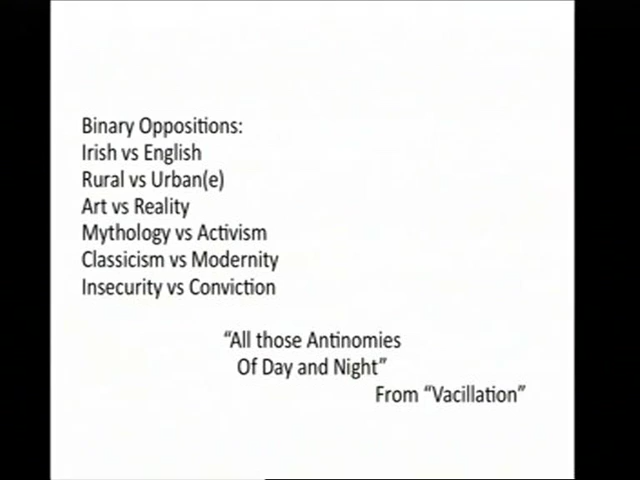 Binary Oppositions:
Irish vs English
Rural vs Urban(e)
Art vs Reality
Mythology vs Activism
Classicism vs Modernity
Insecurity vs Conviction
“All those Antinomies
Of Day and Night”
From “Vacillation”